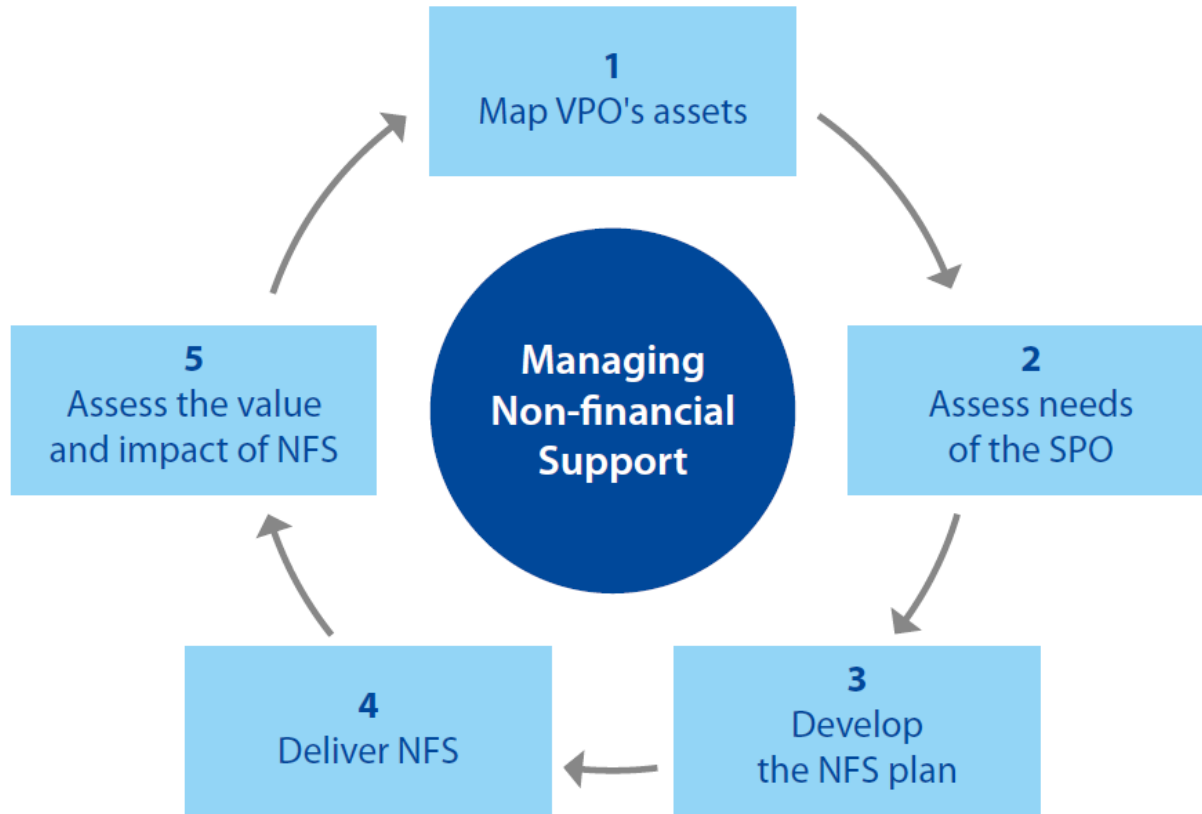 1
Map VPO's assets
2
Assess needs
of the SPO
3
Develop
the NFS plan
4
Deliver NFS
5
Assess the value
and impact of NFS
Managing
Non-financial
Support